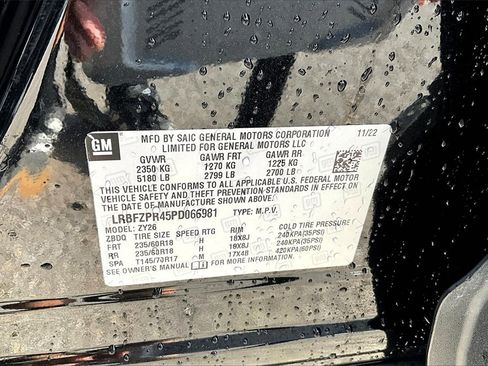 GM
MFD BY SAIC GENERAL MOTORS CORPORATION 11/22
LIMITED FOR GENERAL MOTORS LLC
GVWR GAWR FRT GAWR RR
2350 KG 1270 KG 1225 KG
5180 LB 2799 LB 2700 LB
THIS VEHICLE CONFORMS TO ALL APPLICABLE U.S. FEDERAL MOTOR
VEHICLE SAFETY AND THEFT PREVENTION STANDARDS IN EFFECT ON THE DATE OF
MANUFACTURE SHOWN ABOVE.
LRBFZPR45PD066981 TYPE: M.P.V.
MODEL: ZY26
ZBDO TIRE SIZE SPEED RTG RIM COLD TIRE PRESSURE
FRT 235/60R18 H 18X8J 240KPA(35PSI)
RR 235/60R18 H 18X8J 240KPA(35PSI)
SPA T145/70R17 M 17X4B 420KPA(60PSI)
SEE OWNER'S MANUAL